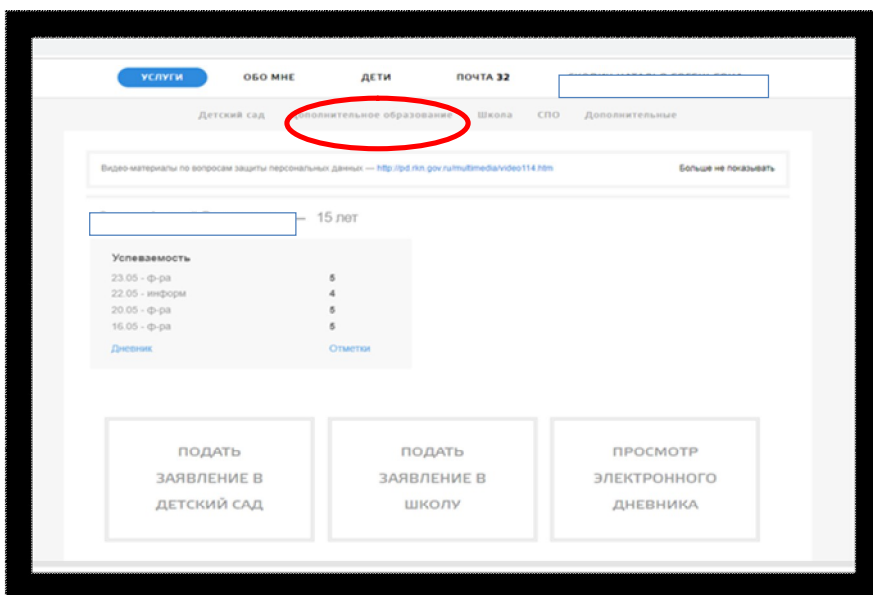 УСЛУГИ ОБО МНЕ ДЕТИ ПОЧТА 32
Детский сад Дополнительное образование Школа СПО Дополнительные
Видео-материалы по вопросам защиты персональных данных — http://pd.rkn.gov.ru/multimedia/video114.htm Больше не показывать
– 15 лет
Успеваемость
23.05 - ф-ра 5
22.05 - информ 4
20.05 - ф-ра 5
16.05 - ф-ра 5
Дневник Отметки
ПОДАТЬ
ЗАЯВЛЕНИЕ В
ДЕТСКИЙ САД
ПОДАТЬ
ЗАЯВЛЕНИЕ В
ШКОЛУ
ПРОСМОТР
ЭЛЕКТРОННОГО
ДНЕВНИКА